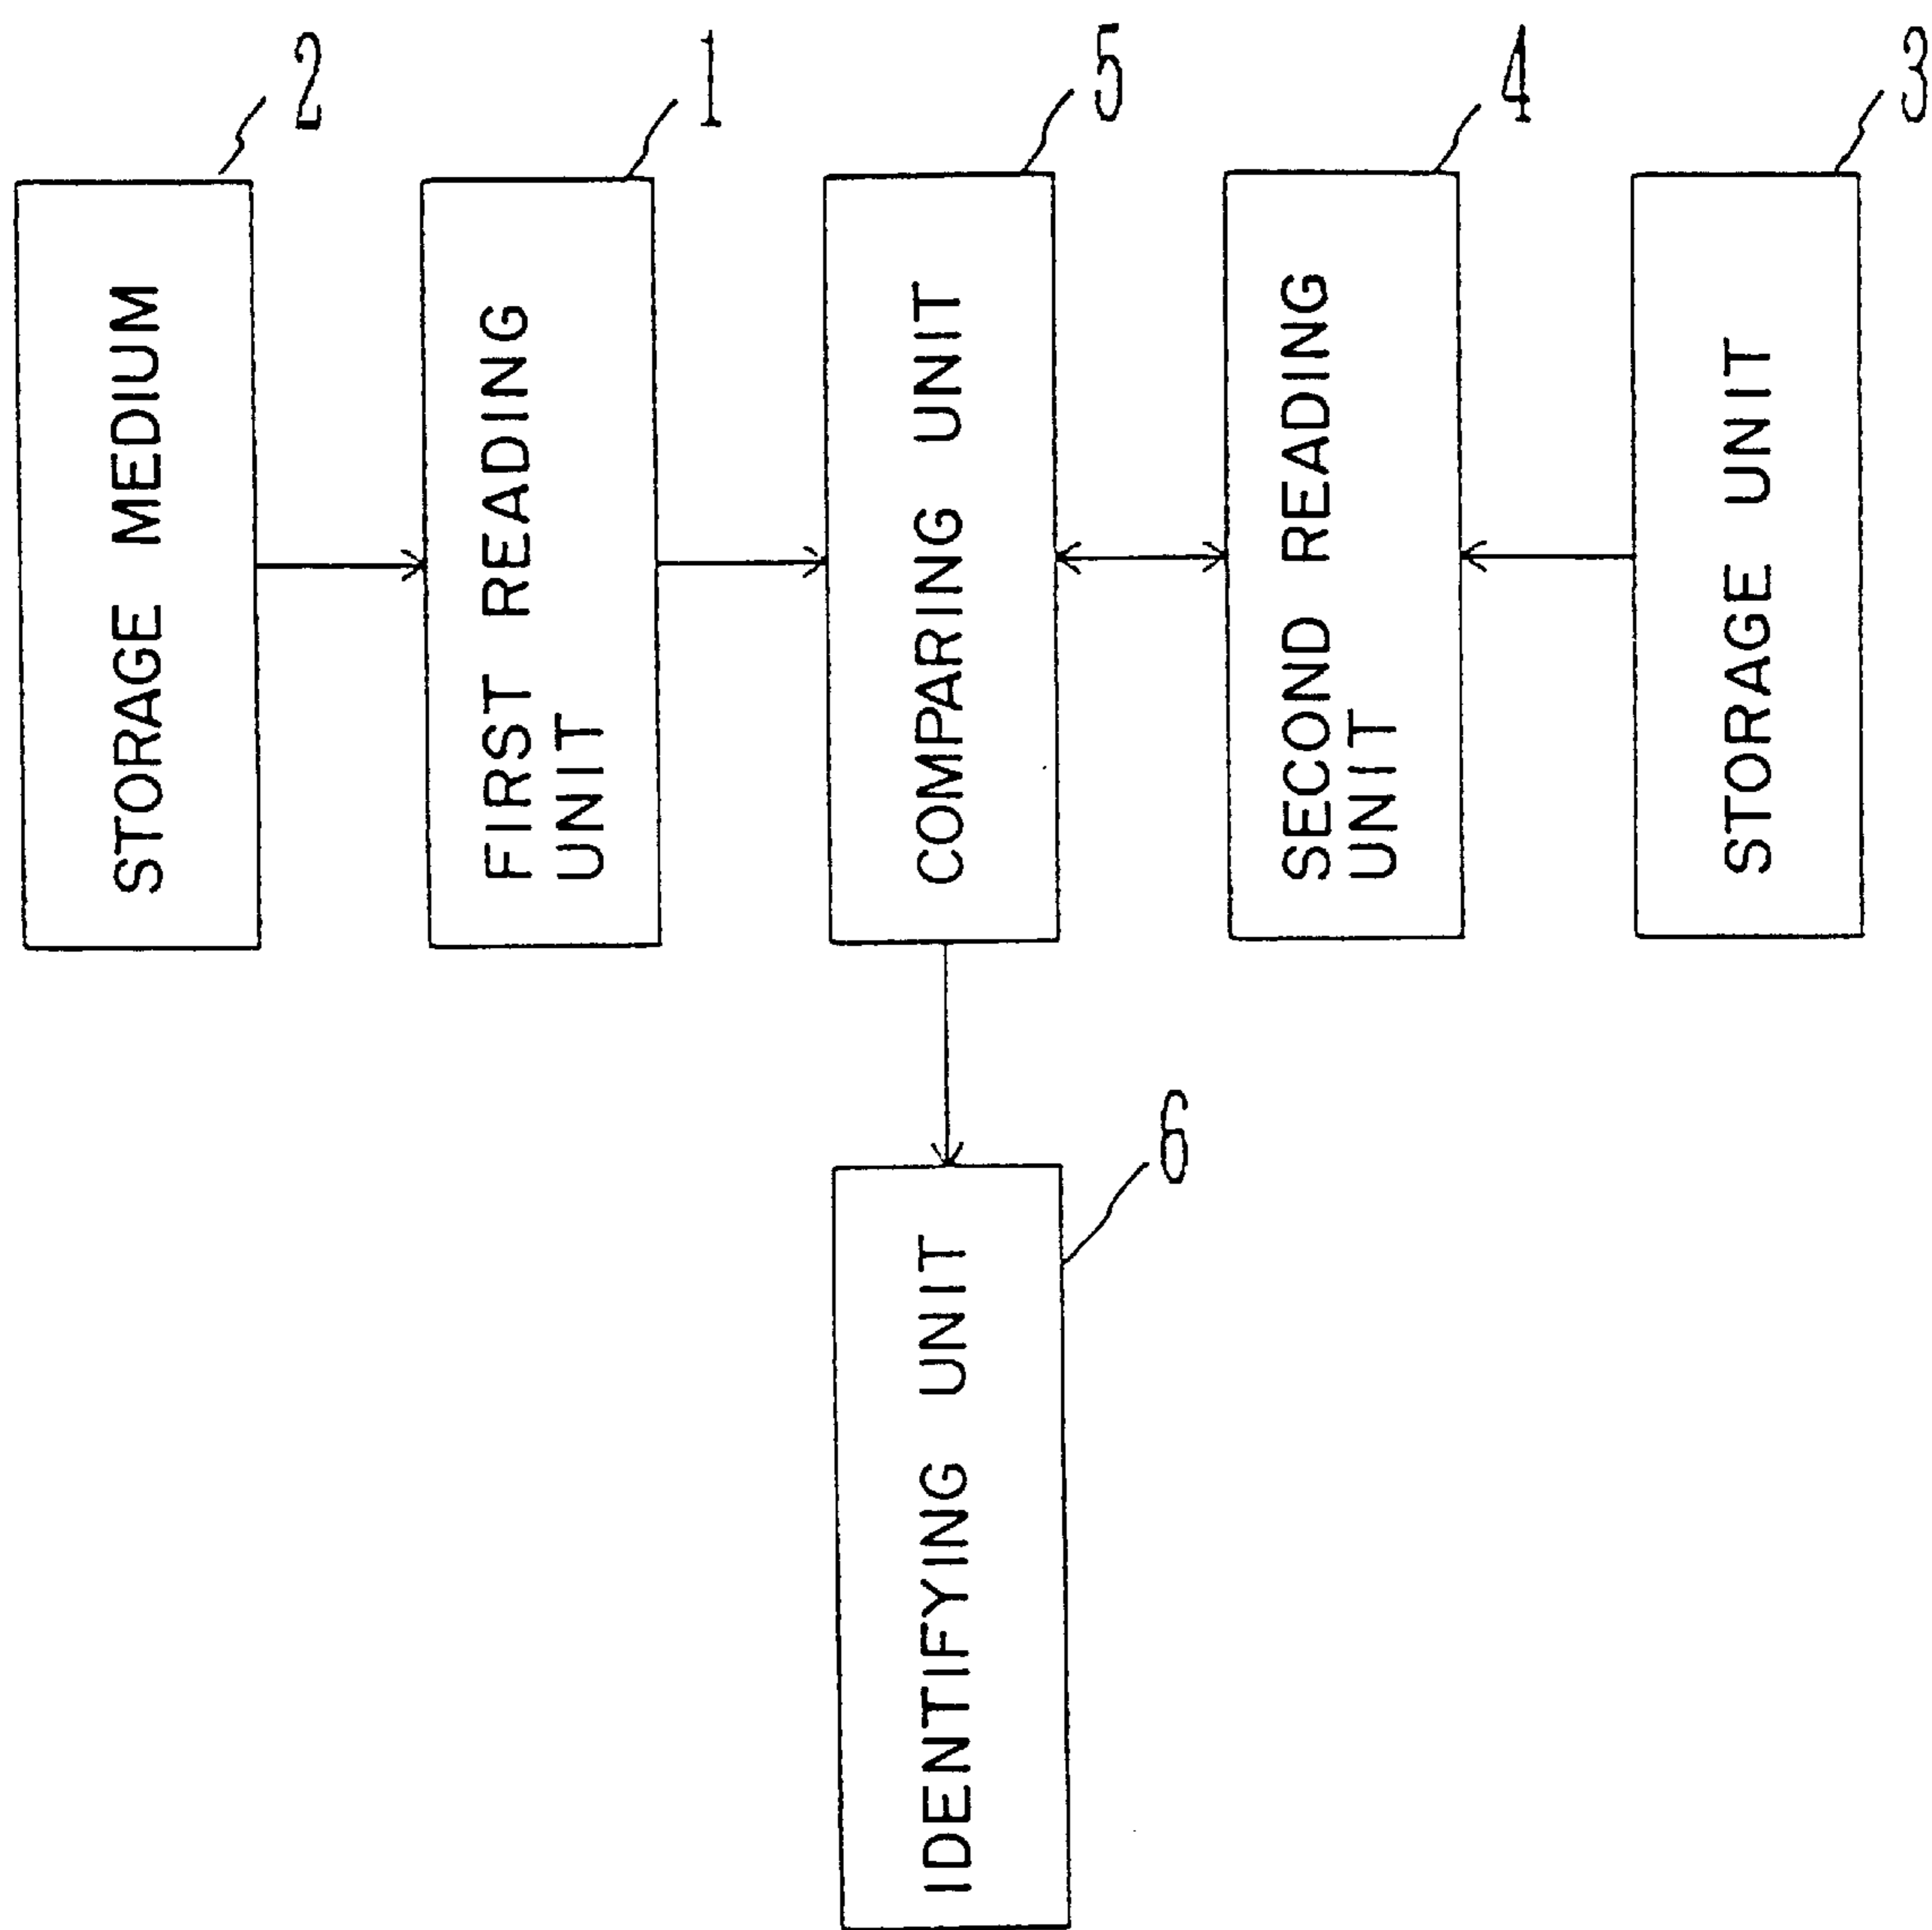 2
STORAGE MEDIUM
1
FIRST READING
UNIT
5
COMPARING UNIT
4
SECOND READING
UNIT
3
STORAGE UNIT
6
IDENTIFYING UNIT